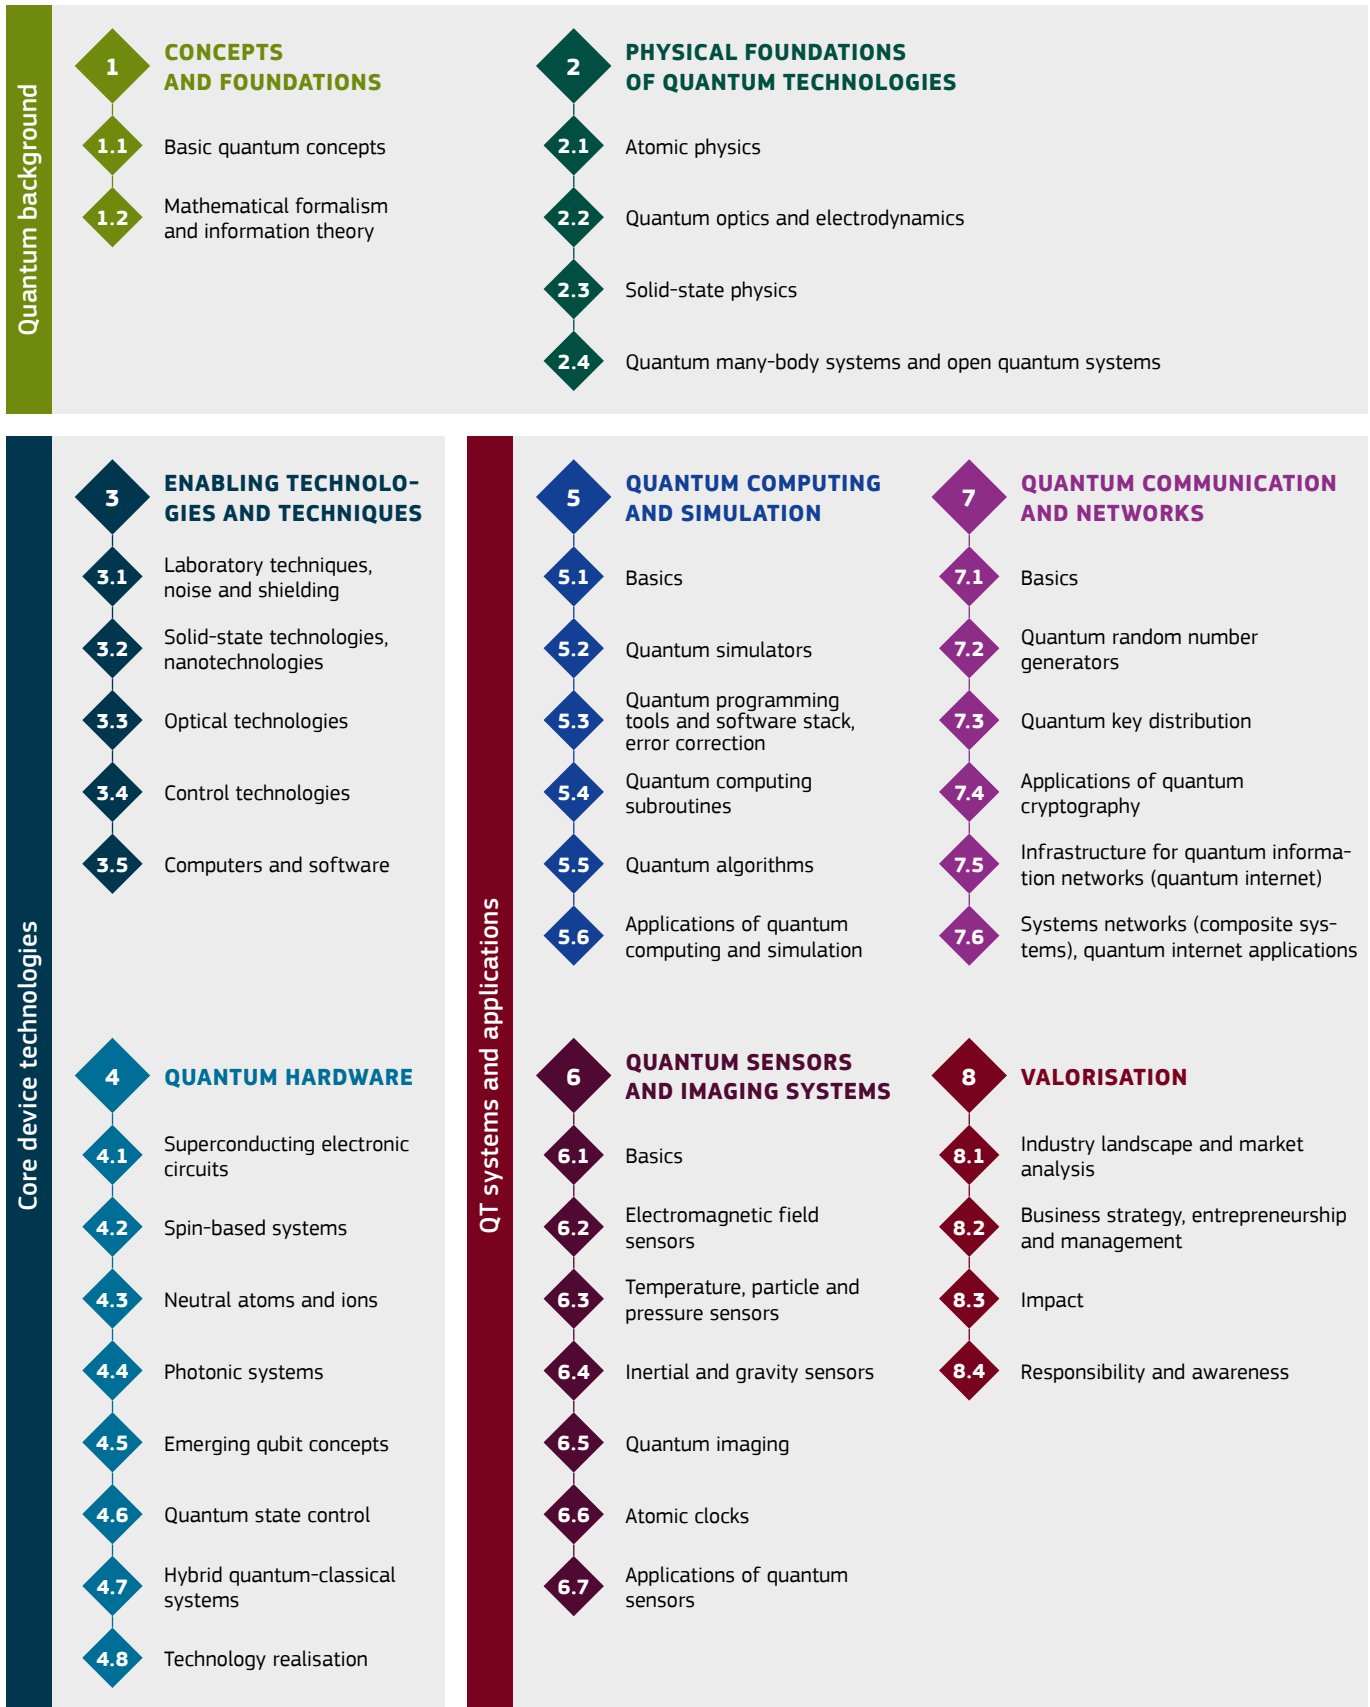 Quantum background
1
CONCEPTS
AND FOUNDATIONS
1.1
Basic quantum concepts
1.2
Mathematical formalism
and information theory
2
PHYSICAL FOUNDATIONS
OF QUANTUM TECHNOLOGIES
2.1
Atomic physics
2.2
Quantum optics and electrodynamics
2.3
Solid-state physics
2.4
Quantum many-body systems and open quantum systems
Core device technologies
3
ENABLING TECHNOLO-
GIES AND TECHNIQUES
3.1
Laboratory techniques,
noise and shielding
3.2
Solid-state technologies,
nanotechnologies
3.3
Optical technologies
3.4
Control technologies
3.5
Computers and software
4
QUANTUM HARDWARE
4.1
Superconducting electronic
circuits
4.2
Spin-based systems
4.3
Neutral atoms and ions
4.4
Photonic systems
4.5
Emerging qubit concepts
4.6
Quantum state control
4.7
Hybrid quantum-classical
systems
4.8
Technology realisation
QT systems and applications
5
QUANTUM COMPUTING
AND SIMULATION
5.1
Basics
5.2
Quantum simulators
5.3
Quantum programming
tools and software stack,
error correction
5.4
Quantum computing
subroutines
5.5
Quantum algorithms
5.6
Applications of quantum
computing and simulation
6
QUANTUM SENSORS
AND IMAGING SYSTEMS
6.1
Basics
6.2
Electromagnetic field
sensors
6.3
Temperature, particle and
pressure sensors
6.4
Inertial and gravity sensors
6.5
Quantum imaging
6.6
Atomic clocks
6.7
Applications of quantum
sensors
7
QUANTUM COMMUNICATION
AND NETWORKS
7.1
Basics
7.2
Quantum random number
generators
7.3
Quantum key distribution
7.4
Applications of quantum
cryptography
7.5
Infrastructure for quantum informa-
tion networks (quantum internet)
7.6
Systems networks (composite sys-
tems), quantum internet applications
8
VALORISATION
8.1
Industry landscape and market
analysis
8.2
Business strategy, entrepreneurship
and management
8.3
Impact
8.4
Responsibility and awareness